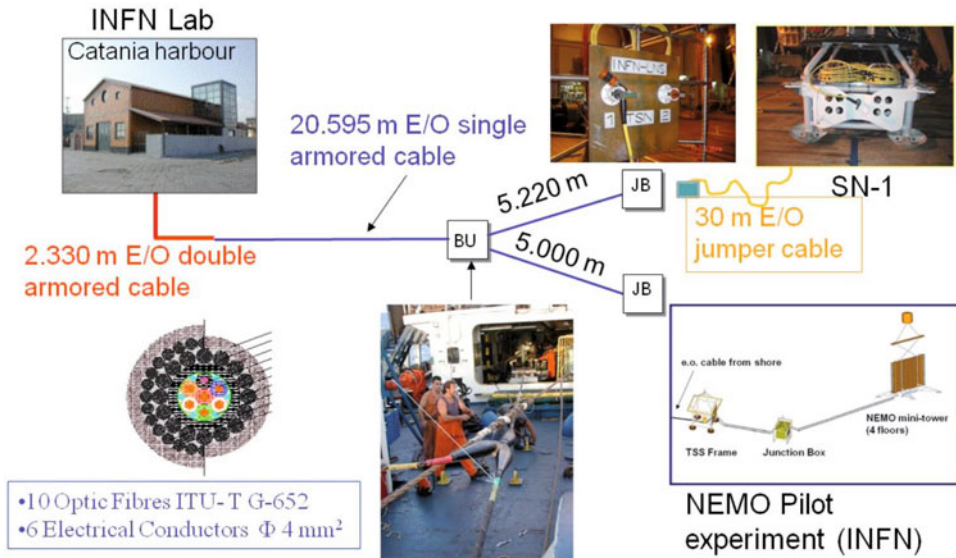 INFN Lab
Catania harbour
20.595 m E/O single
armored cable
INFN-LNS
1 TSN 2
SN-1
5.220 m
JB
30 m E/O
jumper cable
BU
5.000 m
JB
2.330 m E/O double
armored cable
e.o. cable from shore
NEMO mini-tower
(4 floors)
TSS Frame
Junction Box
•10 Optic Fibres ITU- T G-652
•6 Electrical Conductors Φ 4 mm²
NEMO Pilot
experiment (INFN)